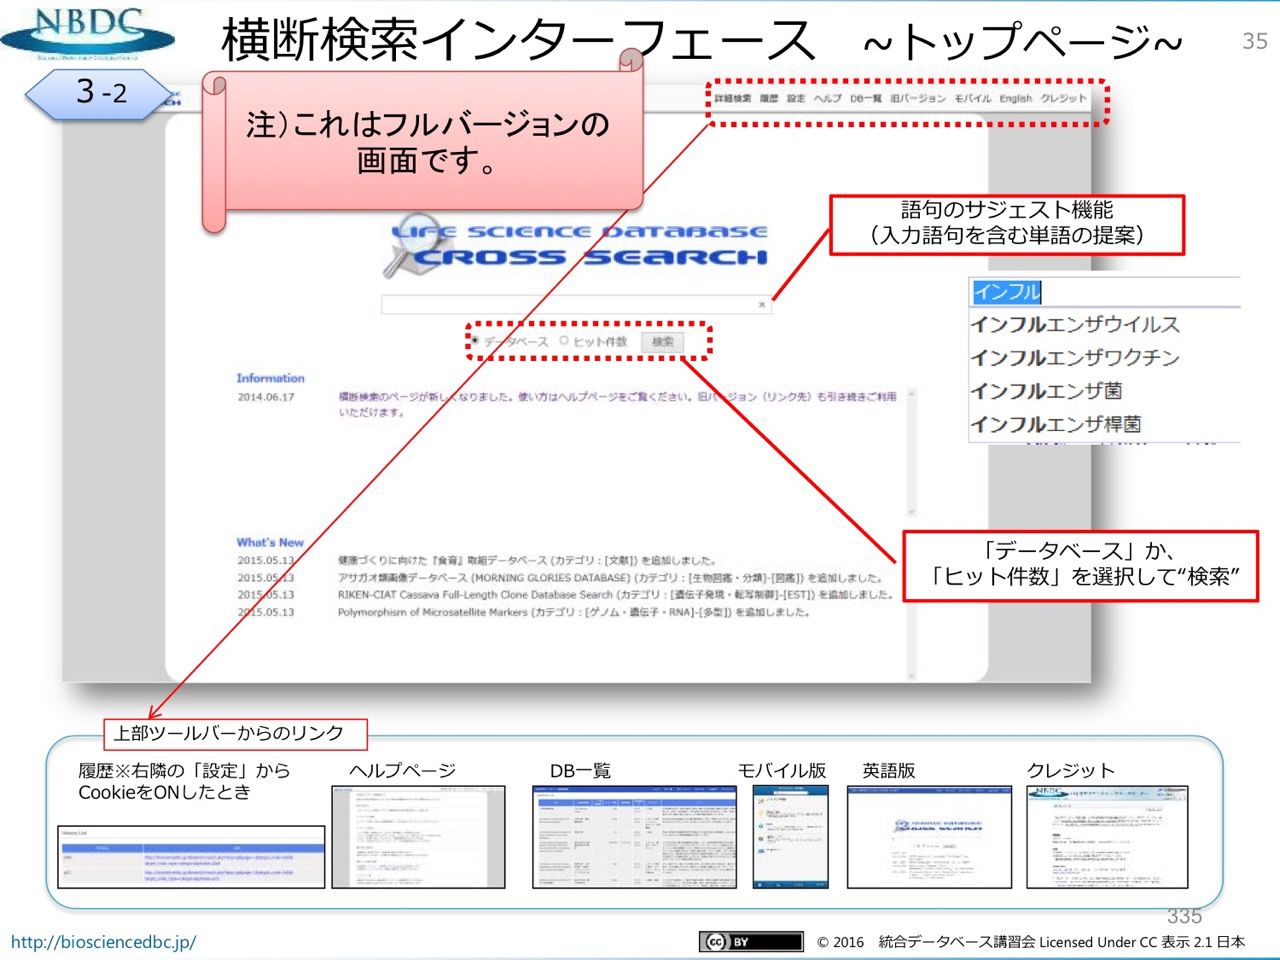 NBDC
横断検索インターフェース ~トップページ~
35
3-2
注）これはフルバージョンの
画面です。
詳細検索 履歴 設定 ヘルプ DB一覧 旧バージョン モバイル English クレジット
LIFE SCIENCE DATABASE
CROSS SEARCH
語句のサジェスト機能
（入力語句を含む単語の提案）
インフル
インフルエンザウイルス
インフルエンザワクチン
インフルエンザ菌
インフルエンザ桿菌
データベース ヒット件数 検索
Information
2014.06.17 横断検索のページが新しくなりました。使い方はヘルプページをご覧ください。旧バージョン（リンク先）も引き続きご利用
いただけます。
「データベース」か、
「ヒット件数」を選択して“検索”
What's New
2015.05.13 健康づくりに向けた『食育』取組データベース (カテゴリ：[文献]) を追加しました。
2015.05.13 アサガオ類画像データベース (MORNING GLORIES DATABASE) (カテゴリ：[生物図鑑・分類]-[図鑑]) を追加しました。
2015.05.13 RIKEN-CIAT Cassava Full-Length Clone Database Search (カテゴリ：[遺伝子発現・転写制御]-[EST]) を追加しました。
2015.05.13 Polymorphism of Microsatellite Markers (カテゴリ：[ゲノム・遺伝子・RNA]-[多型]) を追加しました。
上部ツールバーからのリンク
履歴※右隣の「設定」から
CookieをONしたとき
ヘルプページ
DB一覧
モバイル版
英語版
クレジット
335
http://biosciencedbc.jp/
CC BY
© 2016 統合データベース講習会 Licensed Under CC 表示 2.1 日本